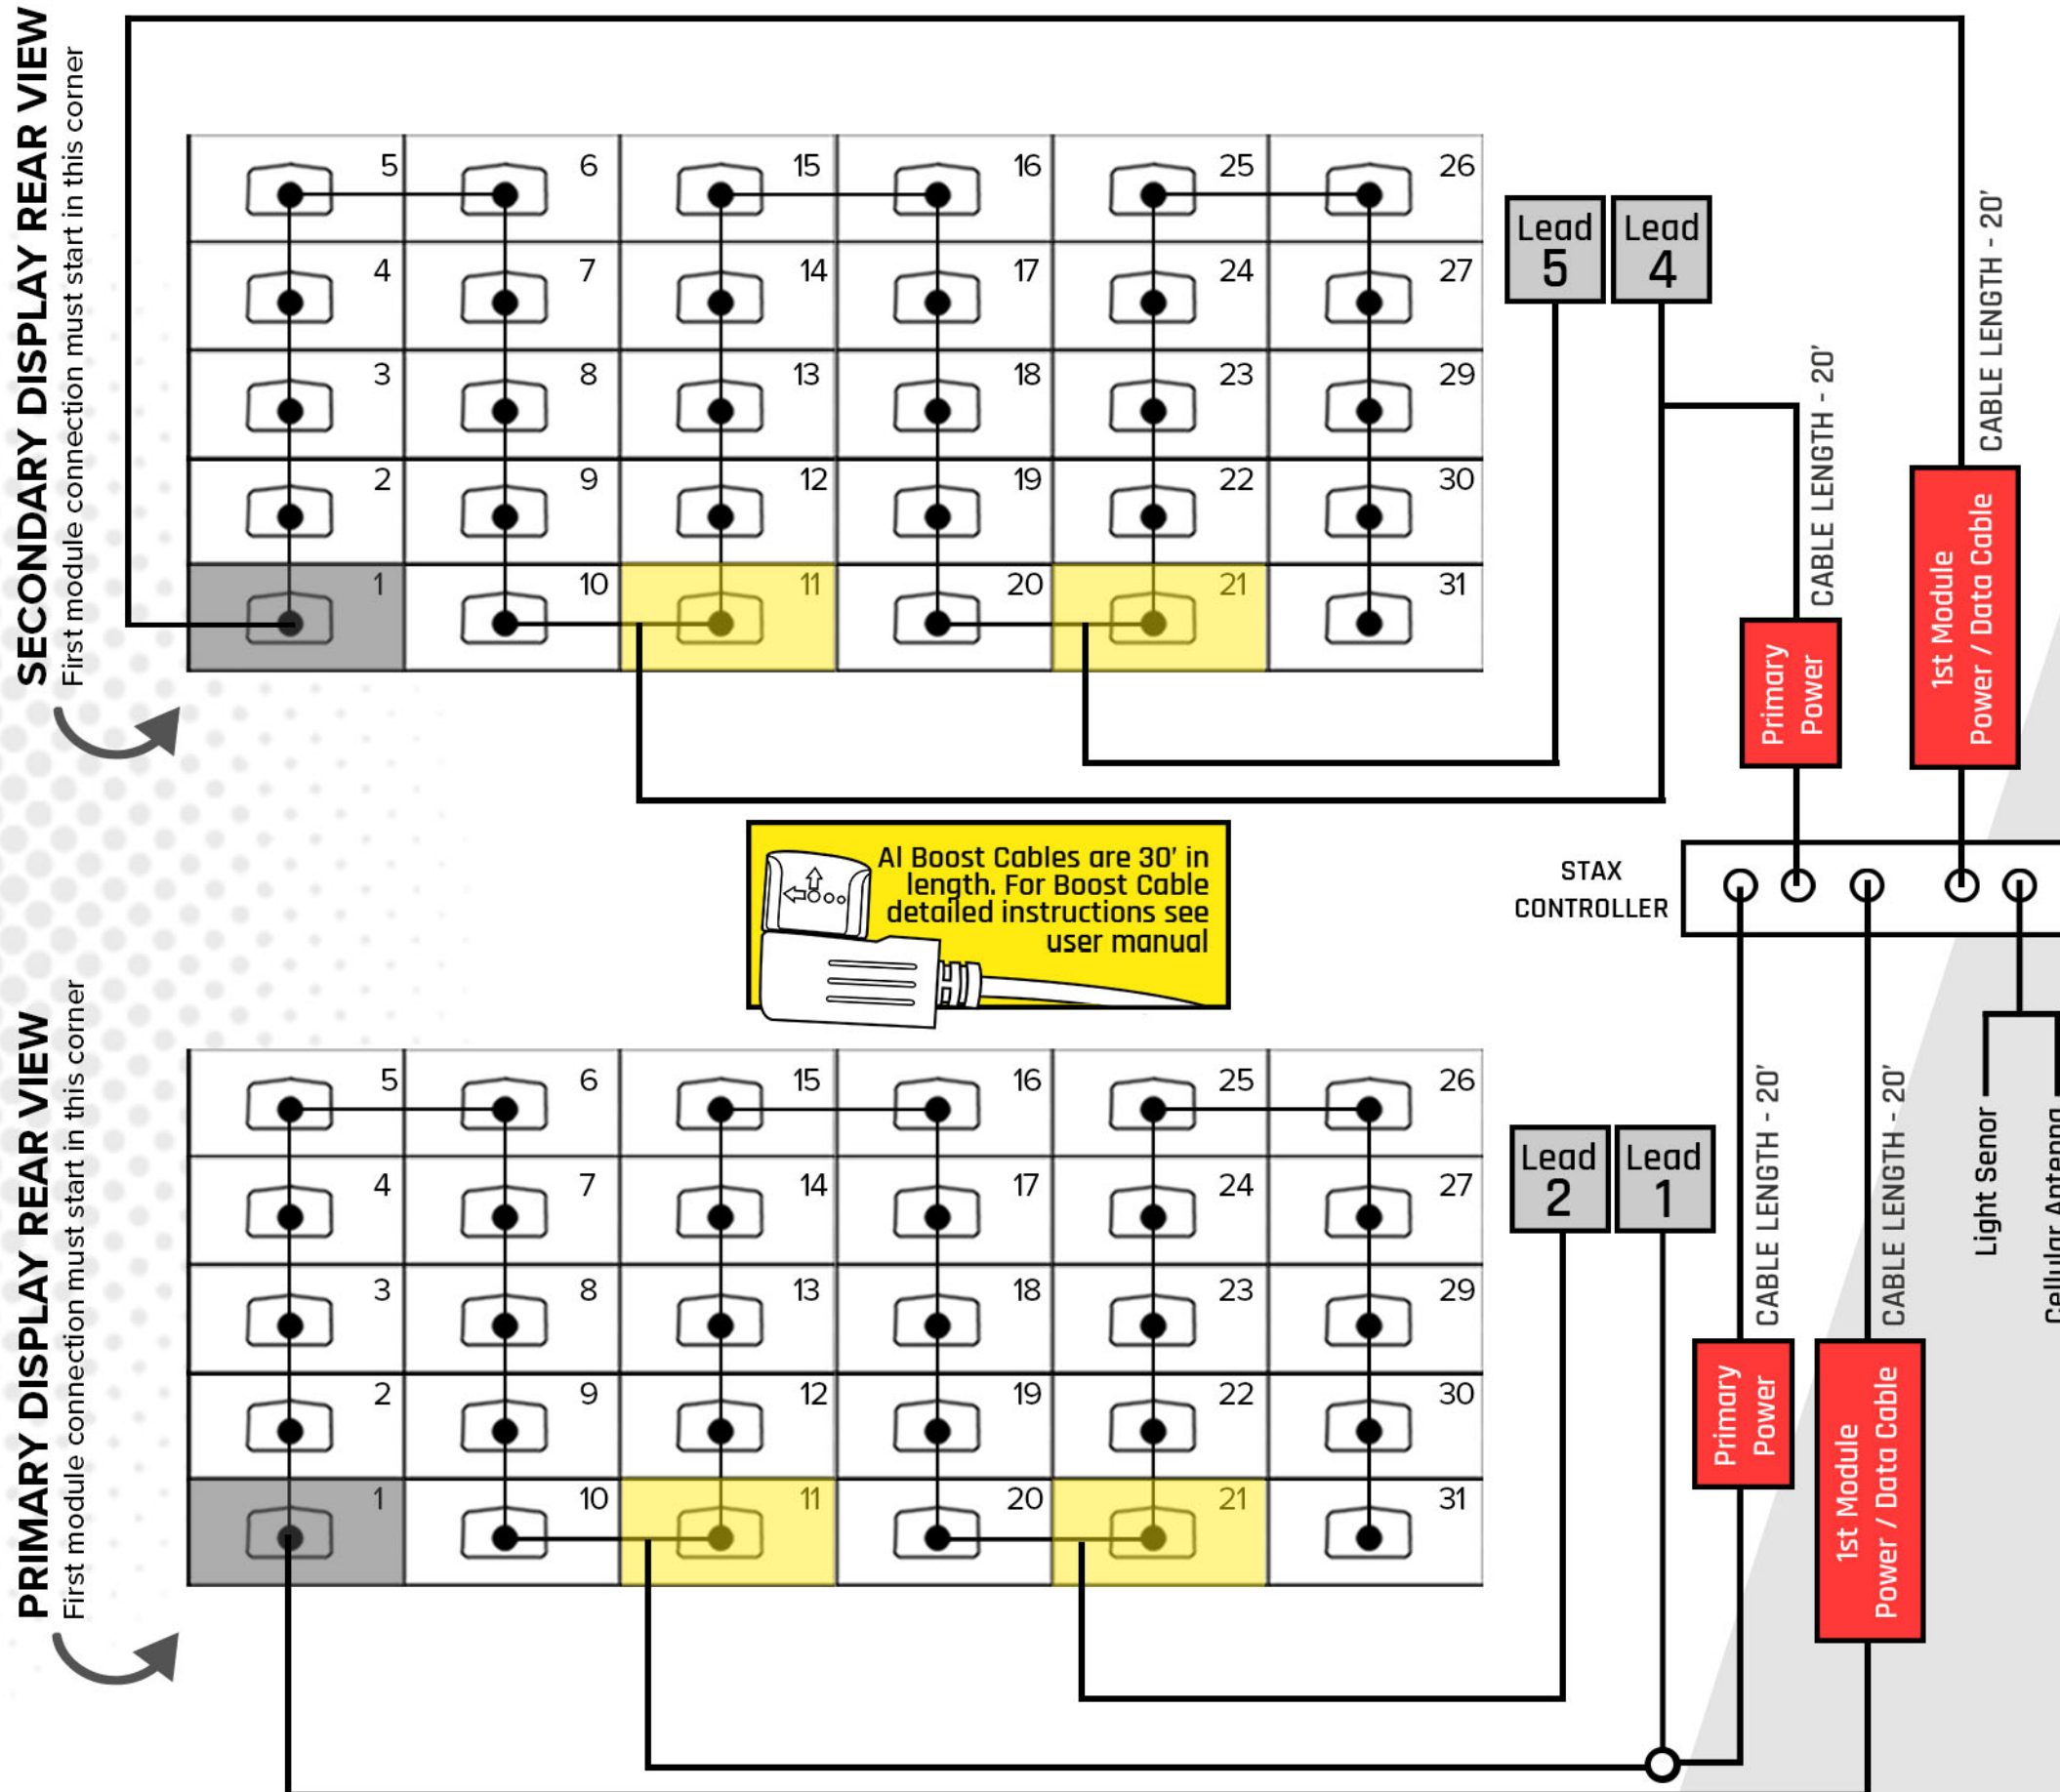 SECONDARY DISPLAY REAR VIEW
First module connection must start in this corner
5 6 15 16 25 26
4 7 14 17 24 27
3 8 13 18 23 29
2 9 12 19 22 30
1 10 11 20 21 31
Lead
5
Lead
4
CABLE LENGTH - 20'
CABLE LENGTH - 20'
Primary
Power
1st Module
Power / Data Cable
Al Boost Cables are 30' in
length. For Boost Cable
detailed instructions see
user manual
STAX
CONTROLLER
PRIMARY DISPLAY REAR VIEW
First module connection must start in this corner
5 6 15 16 25 26
4 7 14 17 24 27
3 8 13 18 23 29
2 9 12 19 22 30
1 10 11 20 21 31
Lead
2
Lead
1
CABLE LENGTH - 20'
CABLE LENGTH - 20'
Primary
Power
1st Module
Power / Data Cable
Light Senor
Cellular Antenna